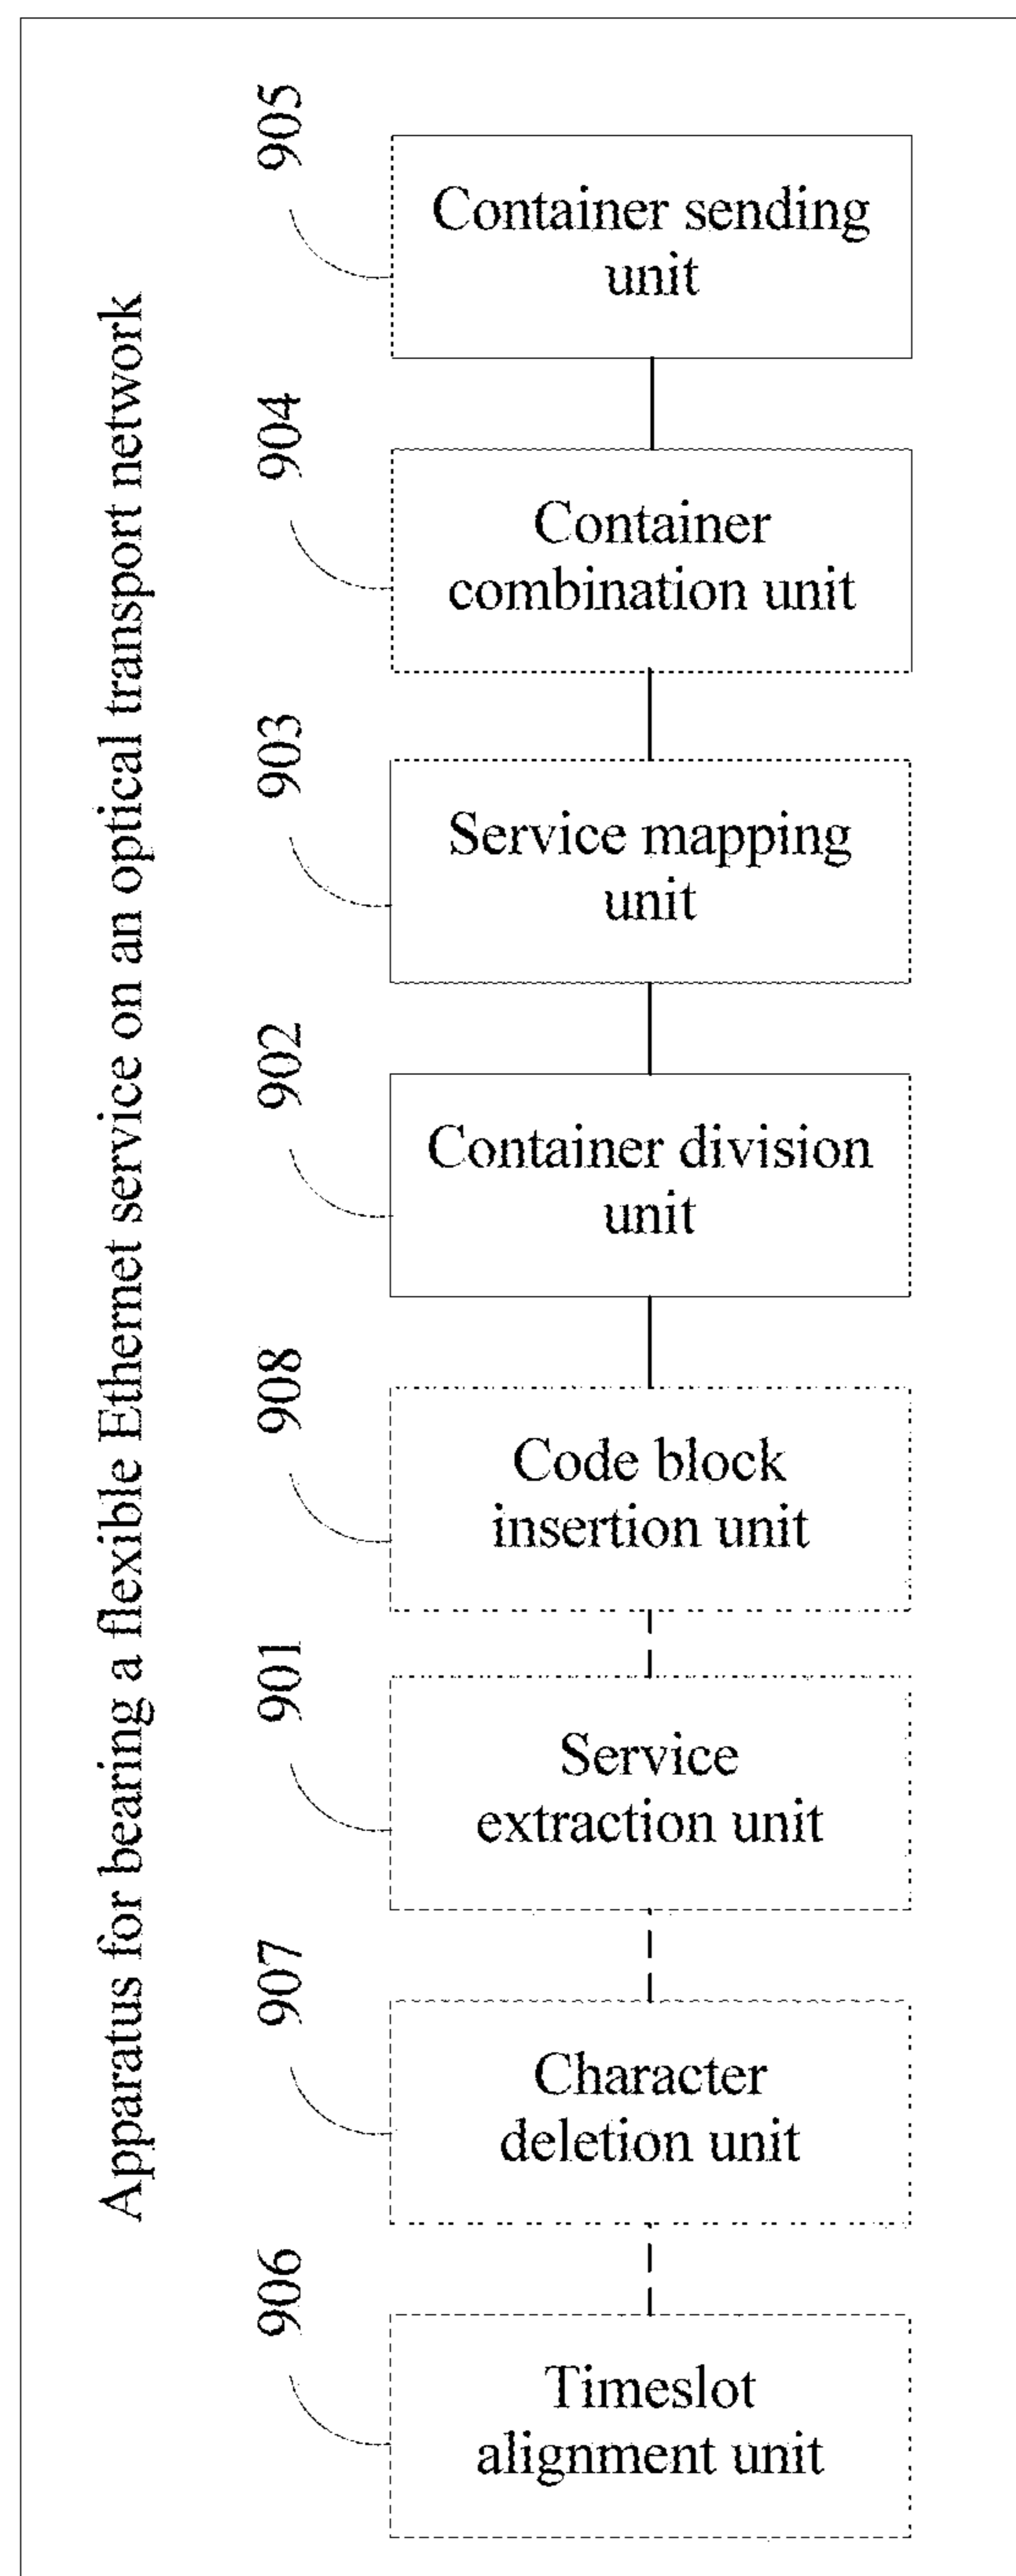 Apparatus for bearing a flexible Ethernet service on an optical transport network
905
Container sending
unit
904
Container
combination unit
903
Service mapping
unit
902
Container division
unit
908
Code block
insertion unit
901
Service
extraction unit
907
Character
deletion unit
906
Timeslot
alignment unit